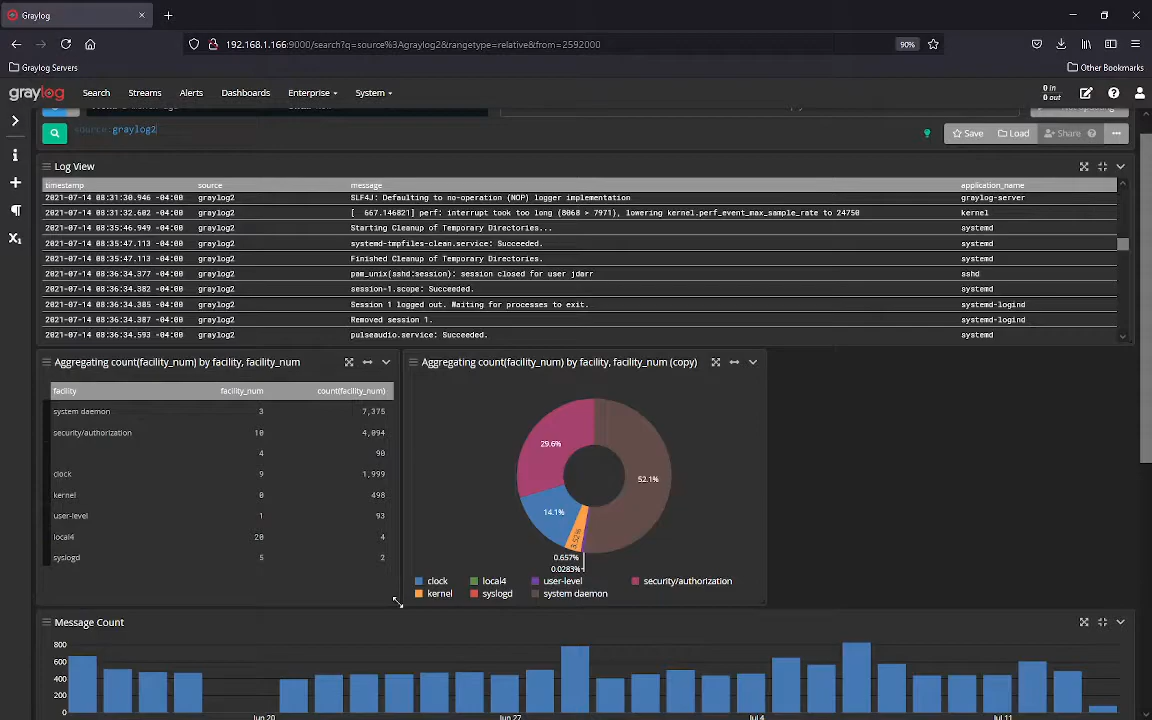 Graylog
192.168.1.166:9000/search?q=source%3Agraylog2&rangetype=relative&from=2592000
90%
Graylog Servers
Other Bookmarks
graylog
Search
Streams
Alerts
Dashboards
Enterprise
System
0 in
0 out
source:graylog2
Save
Load
Share
Log View
timestamp source message application_name
2021-07-14 08:31:30.946 -04:00 graylog2 SLF4J: Defaulting to no-operation (NOP) logger implementation graylog-server
2021-07-14 08:31:32.602 -04:00 graylog2 [ 667.146821] perf: interrupt took too long (8068 > 7971), lowering kernel.perf_event_max_sample_rate to 24750 kernel
2021-07-14 08:35:46.949 -04:00 graylog2 Starting Cleanup of Temporary Directories... systemd
2021-07-14 08:35:47.113 -04:00 graylog2 systemd-tmpfiles-clean.service: Succeeded. systemd
2021-07-14 08:35:47.113 -04:00 graylog2 Finished Cleanup of Temporary Directories. systemd
2021-07-14 08:36:34.377 -04:00 graylog2 pam_unix(sshd:session): session closed for user jdarr sshd
2021-07-14 08:36:34.382 -04:00 graylog2 session-1.scope: Succeeded. systemd
2021-07-14 08:36:34.385 -04:00 graylog2 Session 1 logged out. Waiting for processes to exit. systemd-logind
2021-07-14 08:36:34.387 -04:00 graylog2 Removed session 1. systemd-logind
2021-07-14 08:36:34.593 -04:00 graylog2 pulseaudio.service: Succeeded. systemd
Aggregating count(facility_num) by facility, facility_num
facility facility_num count(facility_num)
system daemon 3 7,375
security/authorization 10 4,094
4 90
clock 9 1,999
kernel 0 498
user-level 1 93
local4 20 4
syslogd 5 2
Aggregating count(facility_num) by facility, facility_num (copy)
29.6%
52.1%
14.1%
3.52%
0.657%
0.0283%
clock local4 user-level security/authorization
kernel syslogd system daemon
Message Count
800
600
400
200
0
Jun 20
Jun 27
Jul 4
Jul 11